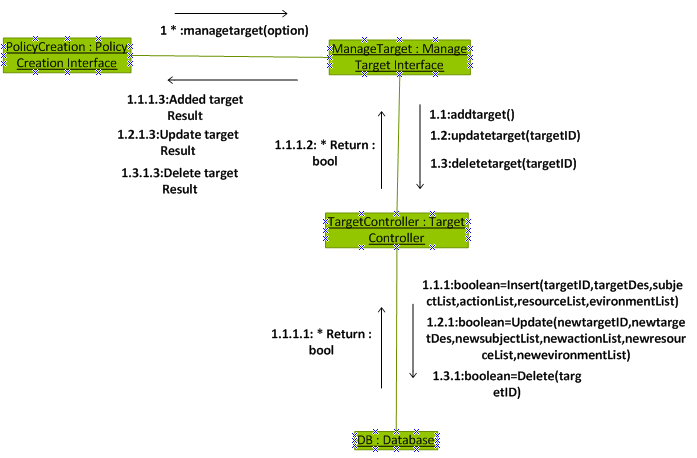 1 * :managetarget(option)
PolicyCreation : Policy
Creation Interface
ManageTarget : Manage
Target Interface
1.1.1.3:Added target
Result
1.2.1.3:Update target
Result
1.3.1.3:Delete target
Result
1.1.1.2: * Return :
bool
1.1:addtarget()
1.2:updatetarget(targetID)
1.3:deletetarget(targetID)
TargetController : Target
Controller
1.1.1.1: * Return :
bool
1.1.1:boolean=Insert(targetID,targetDes,subje
ctList,actionList,resourceList,evironmentList)
1.2.1:boolean=Update(newtargetID,newtarge
tDes,newsubjectList,newactionList,newresour
ceList,newevironmentList)
1.3.1:boolean=Delete(targ
etID)
DB : Database